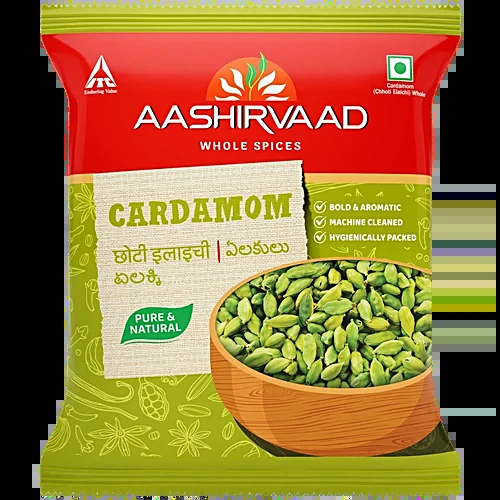 ITC
Enduring Value
AASHIRVAAD
WHOLE SPICES
Cardamom
(Chhoti Elaichi) Whole
CARDAMOM
छोटी इलाइची | ఏలకులు
ಏಲಕ್ಕಿ
PURE &
NATURAL
BOLD & AROMATIC
MACHINE CLEANED
HYGIENICALLY PACKED